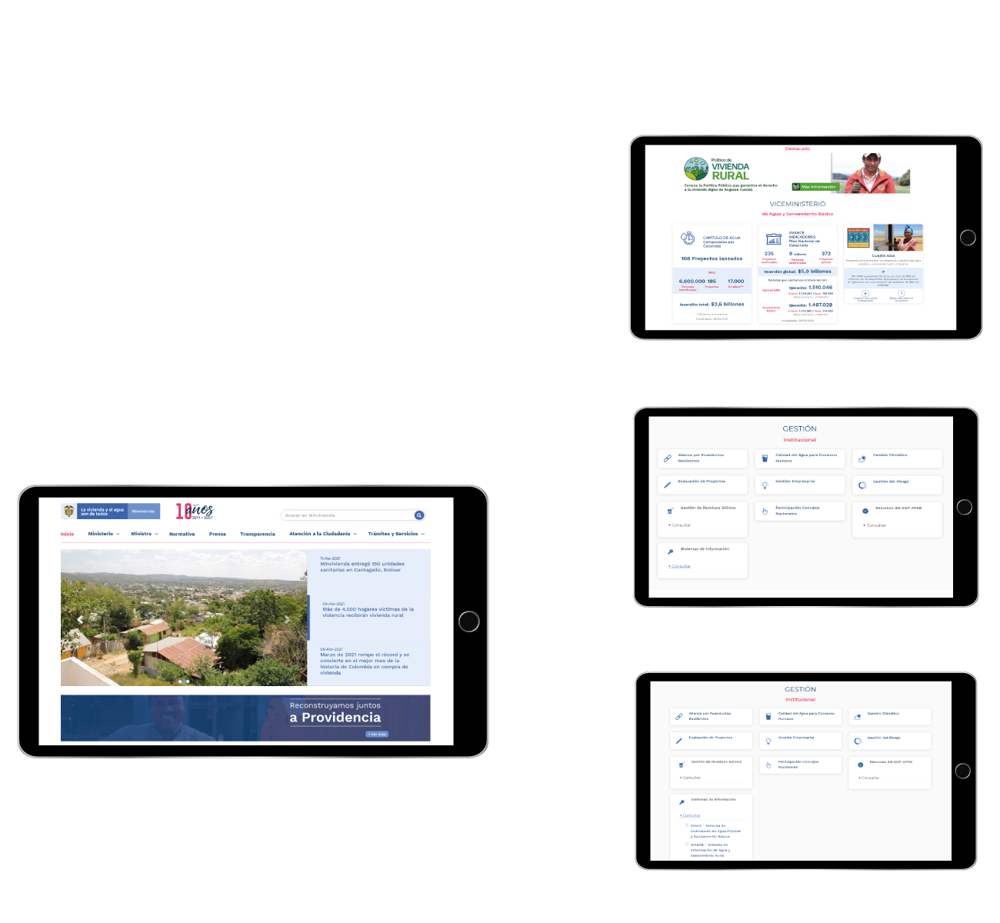 La vivienda y el agua
son de todos
Minvivienda
10 años
2011 • 2021
Buscar en Minvivienda
Inicio
Ministerio
Ministro
Normativa
Prensa
Transparencia
Atención a la Ciudadanía
Trámites y Servicios
11-Abr-2021
Minvivienda entregó 150 unidades
sanitarias en Cantagallo, Bolívar
09-Abr-2021
Más de 4.000 hogares víctimas de la
violencia recibirán vivienda rural
08-Abr-2021
Marzo de 2021 rompe el récord y se
convierte en el mejor mes de la
historia de Colombia en compra de
vivienda
Reconstruyamos juntos
a Providencia
+ Ver más
Destacado
Política de
VIVIENDA
RURAL
Conoce la Política Pública que garantiza el derecho
a la vivienda digna de hogares rurales
Más información
VICEMINISTERIO
de Agua y Saneamiento Básico
CAPÍTULO DE AGUA
Compromiso por
Colombia
108 Proyectos lanzados
Meta
6.600.000 185 17.000
Personas
beneficiadas
Proyectos
Empleos**
Inversión total: $2,6 billones
AVANCE
INDICADORES
Plan Nacional de
Desarrollo
235
Proyectos
terminados
9 millones
Personas
beneficiadas
372
Proyectos
activos
Inversión global: $5,9 billones
Personas que cuentan por primera vez con:
Agua potable
Ejecución: 1.510.046
Saneamiento
básico
Ejecución: 1.467.028
GUAJIRA AZUL
Guajira Azul
GESTIÓN
Institucional
Alianza por Acueductos
Resilientes
Calidad del Agua para Consumo
Humano
Cambio Climático
Evaluación de Proyectos
Gestión Empresarial
Gestión del Riesgo
Gestión de Residuos Sólidos
+ Consultar
Participación Concejos
Nacionales
Recursos del SGP-APSB
+ Consultar
Sistemas de Información
+ Consultar
GESTIÓN
Institucional
Alianza por Acueductos
Resilientes
Calidad del Agua para Consumo
Humano
Cambio Climático
Evaluación de Proyectos
Gestión Empresarial
Gestión del Riesgo
Gestión de Residuos Sólidos
+ Consultar
Participación Concejos
Nacionales
Recursos del SGP-APSB
+ Consultar
Sistemas de Información
+ Consultar
SINAS - Sistema de
Inversiones en Agua Potable
y Saneamiento Básico
SIASAR - Sistema de
Información de Agua y
Saneamiento Rural